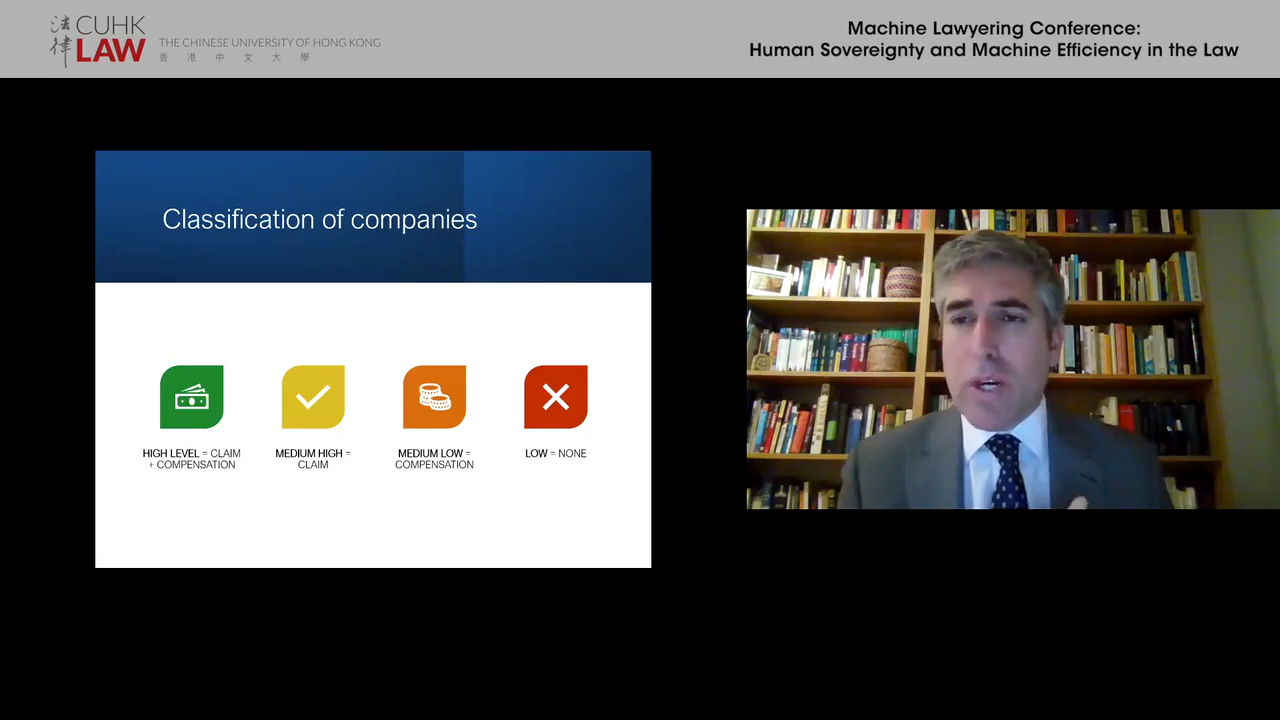 法律
CUHK
LAW
THE CHINESE UNIVERSITY OF HONG KONG
香港中文大學
Machine Lawyering Conference:
Human Sovereignty and Machine Efficiency in the Law
Classification of companies
HIGH LEVEL = CLAIM
+ COMPENSATION
MEDIUM HIGH =
CLAIM
MEDIUM LOW =
COMPENSATION
LOW = NONE